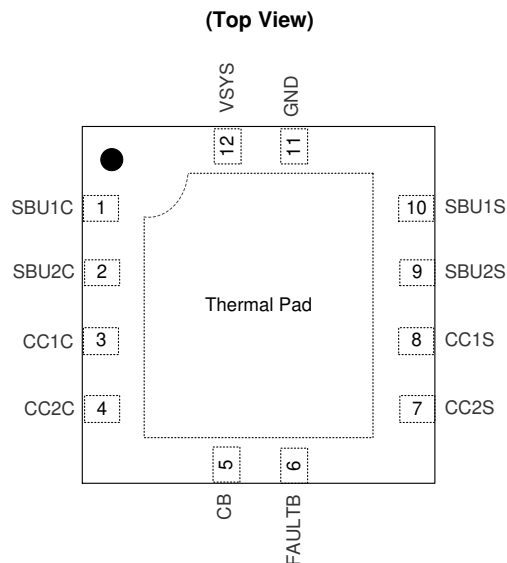 (Top View)
VSYS
GND
12
11
SBU1C 1
10 SBU1S
SBU2C 2
9 SBU2S
Thermal Pad
CC1C 3
8 CC1S
CC2C 4
7 CC2S
5
6
CB
FAULTB